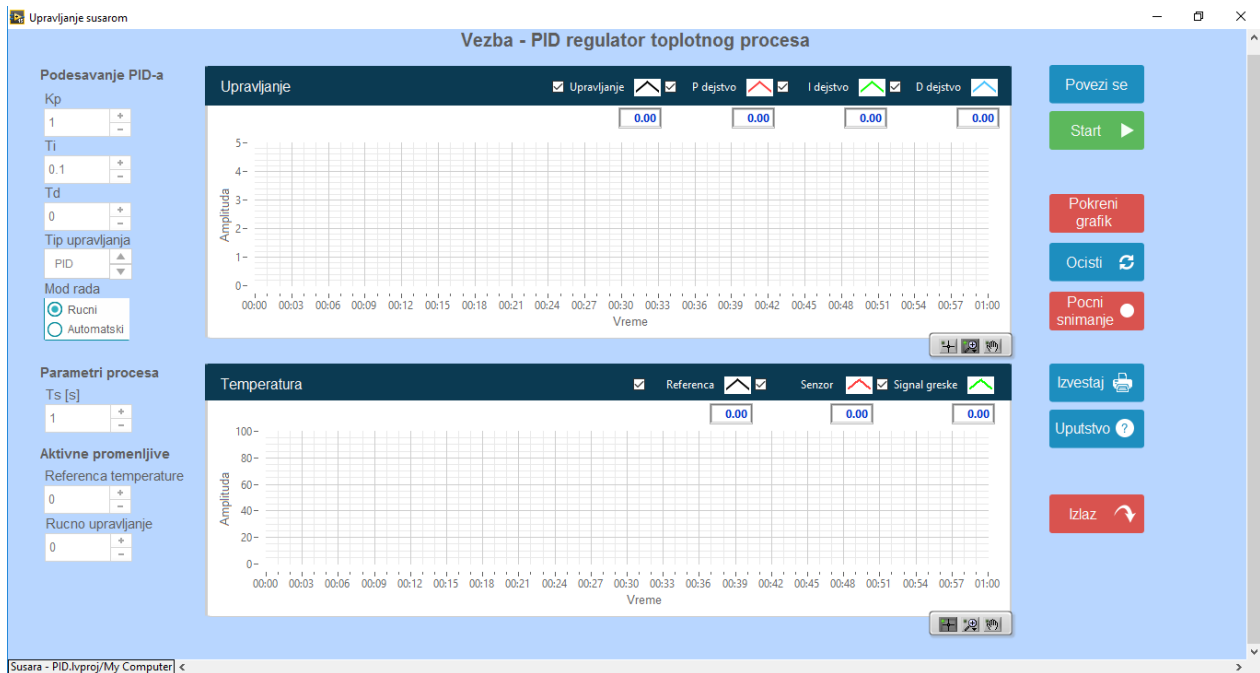 Upravljanje susarom
Vezba - PID regulator toplotnog procesa
Podesavanje PID-a
Kp
1
Ti
0.1
Td
0
Tip upravljanja
PID
Mod rada
Rucni
Automatski
Parametri procesa
Ts [s]
1
Aktivne promenljive
Referenca temperature
0
Rucno upravljanje
0
Upravljanje
Upravljanje P dejstvo I dejstvo D dejstvo
0.00 0.00 0.00 0.00
Amplituda
5
4
3
2
1
0
00:00 00:03 00:06 00:09 00:12 00:15 00:18 00:21 00:24 00:27 00:30 00:33 00:36 00:39 00:42 00:45 00:48 00:51 00:54 00:57 01:00
Vreme
Temperatura
Referenca Senzor Signal greske
0.00 0.00 0.00
Amplituda
100
80
60
40
20
0
00:00 00:03 00:06 00:09 00:12 00:15 00:18 00:21 00:24 00:27 00:30 00:33 00:36 00:39 00:42 00:45 00:48 00:51 00:54 00:57 01:00
Vreme
Povezi se
Start
Pokreni
grafik
Ocisti
Pocni
snimanje
Izvestaj
Uputstvo ?
Izlaz
Susara - PID.lvproj/My Computer